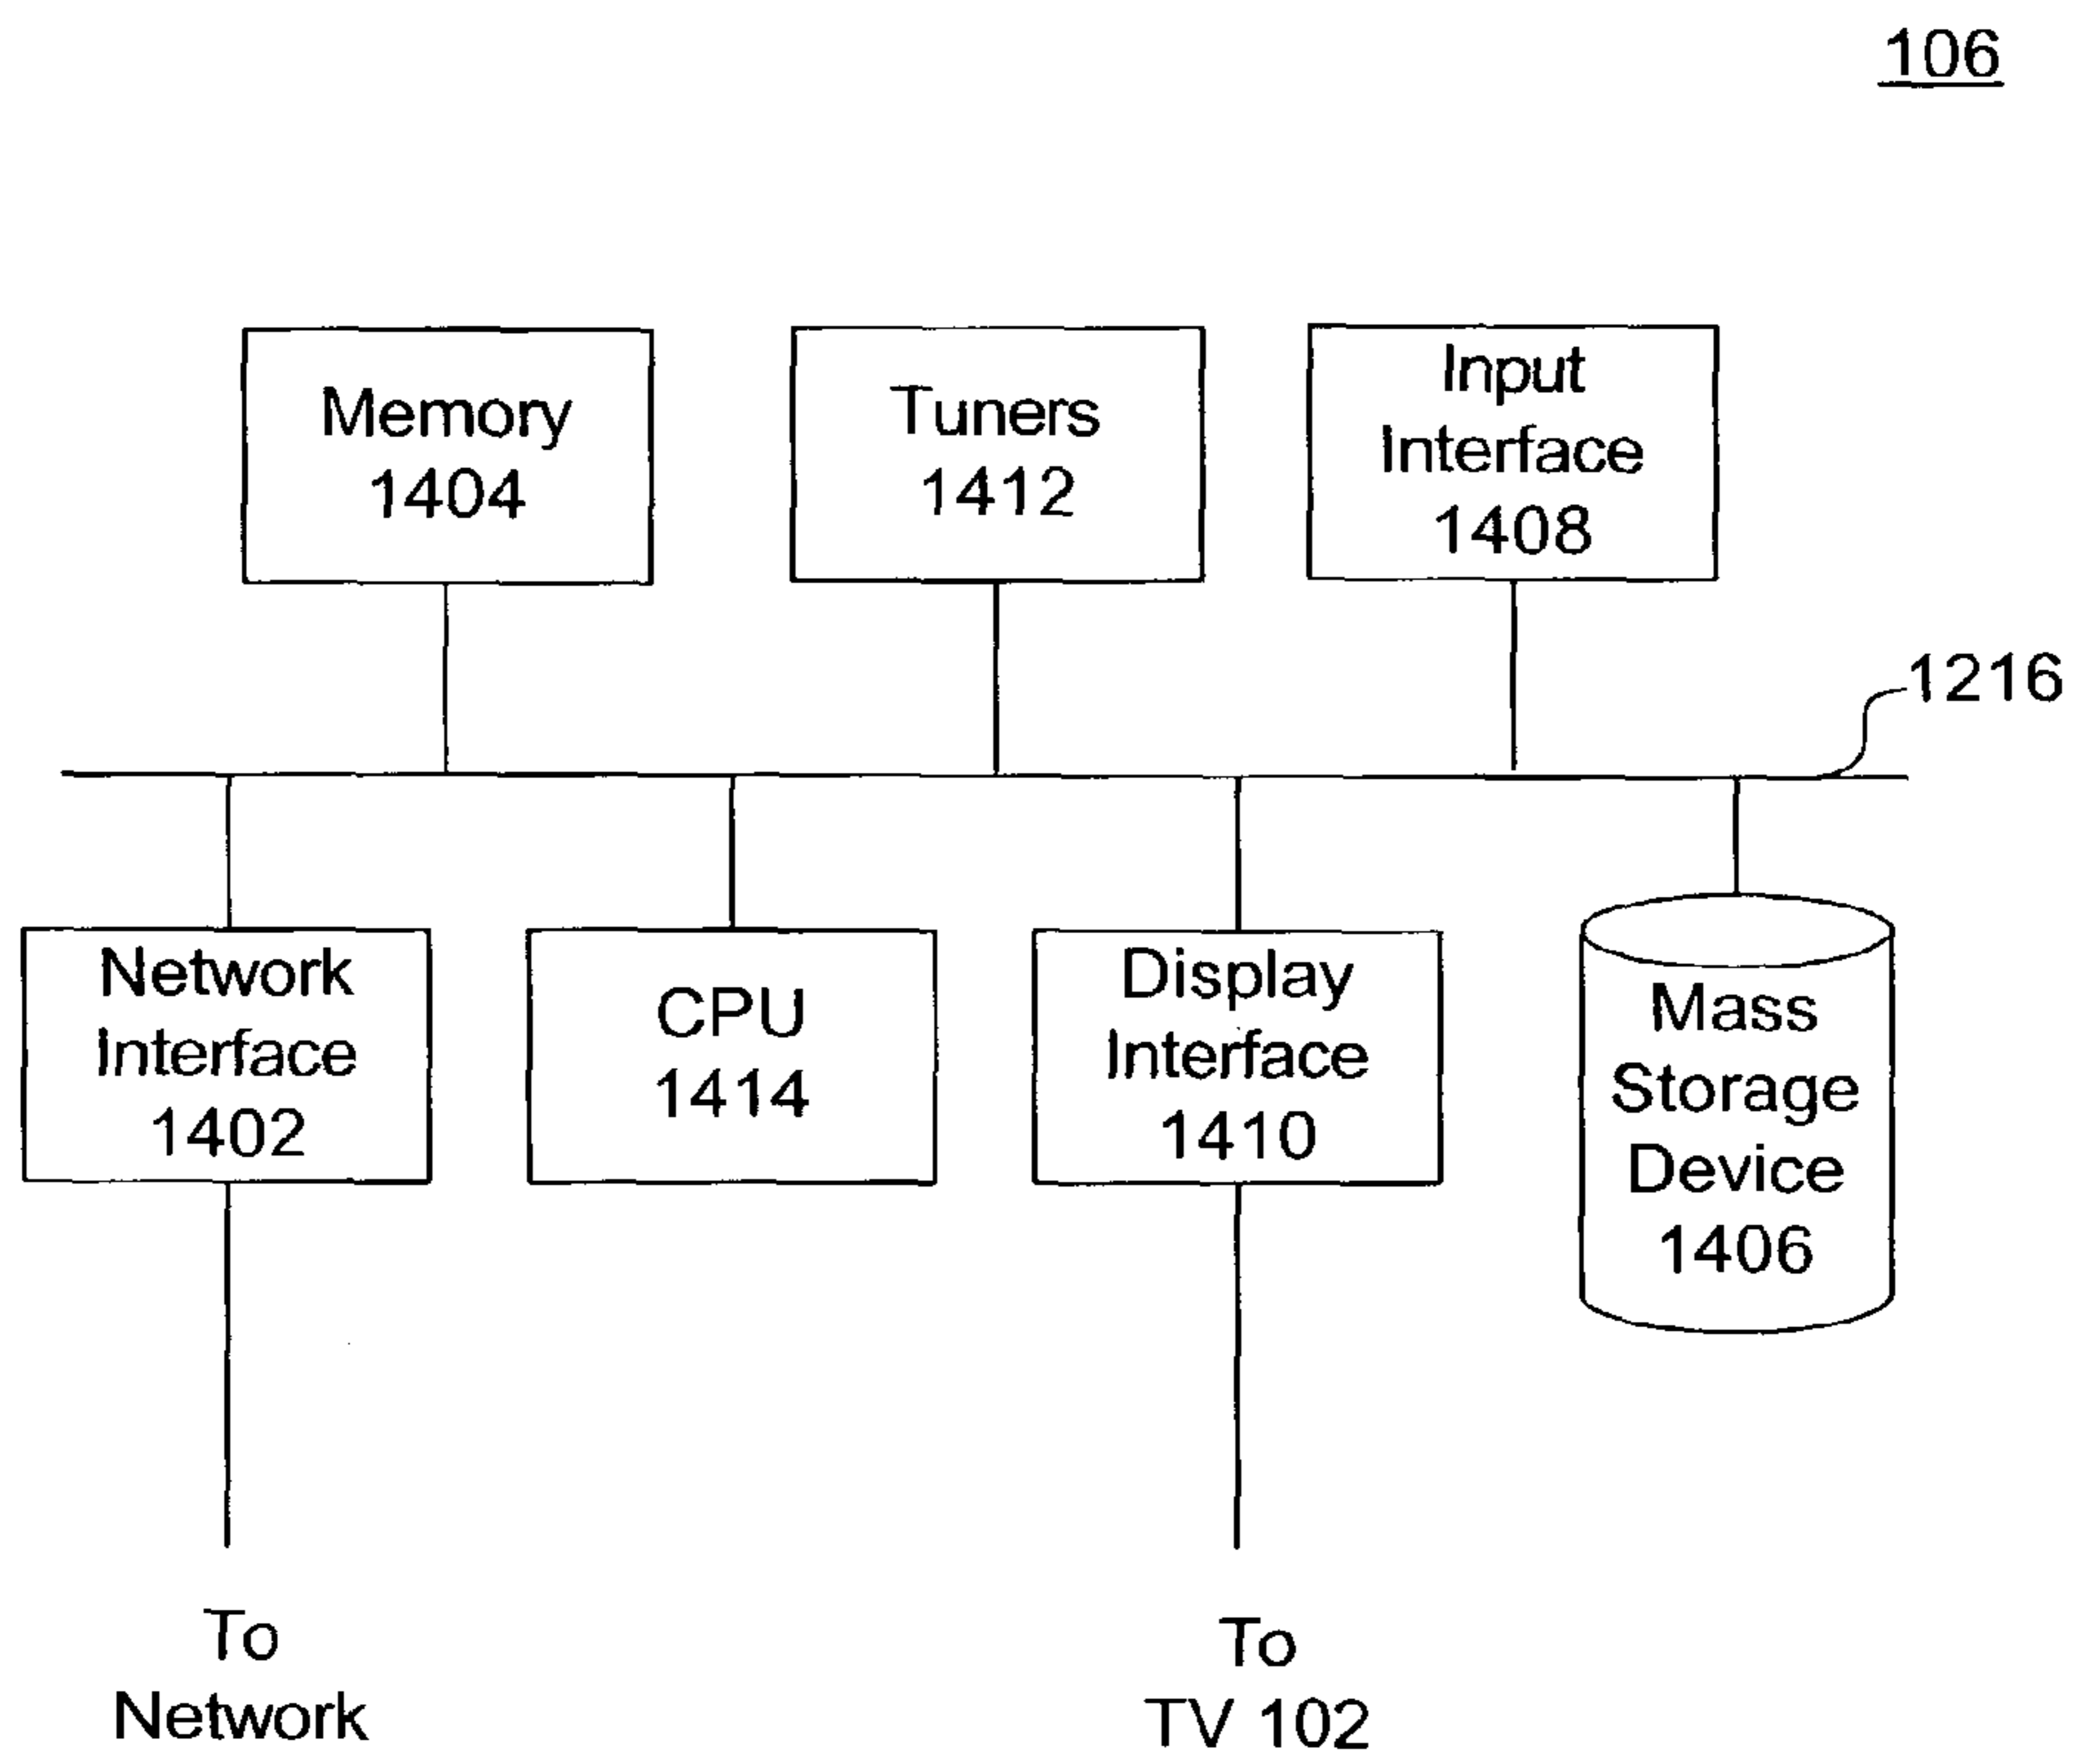 106
Memory
1404
Tuners
1412
Input
Interface
1408
1216
Network
Interface
1402
CPU
1414
Display
Interface
1410
Mass
Storage
Device
1406
To
Network
To
TV 102